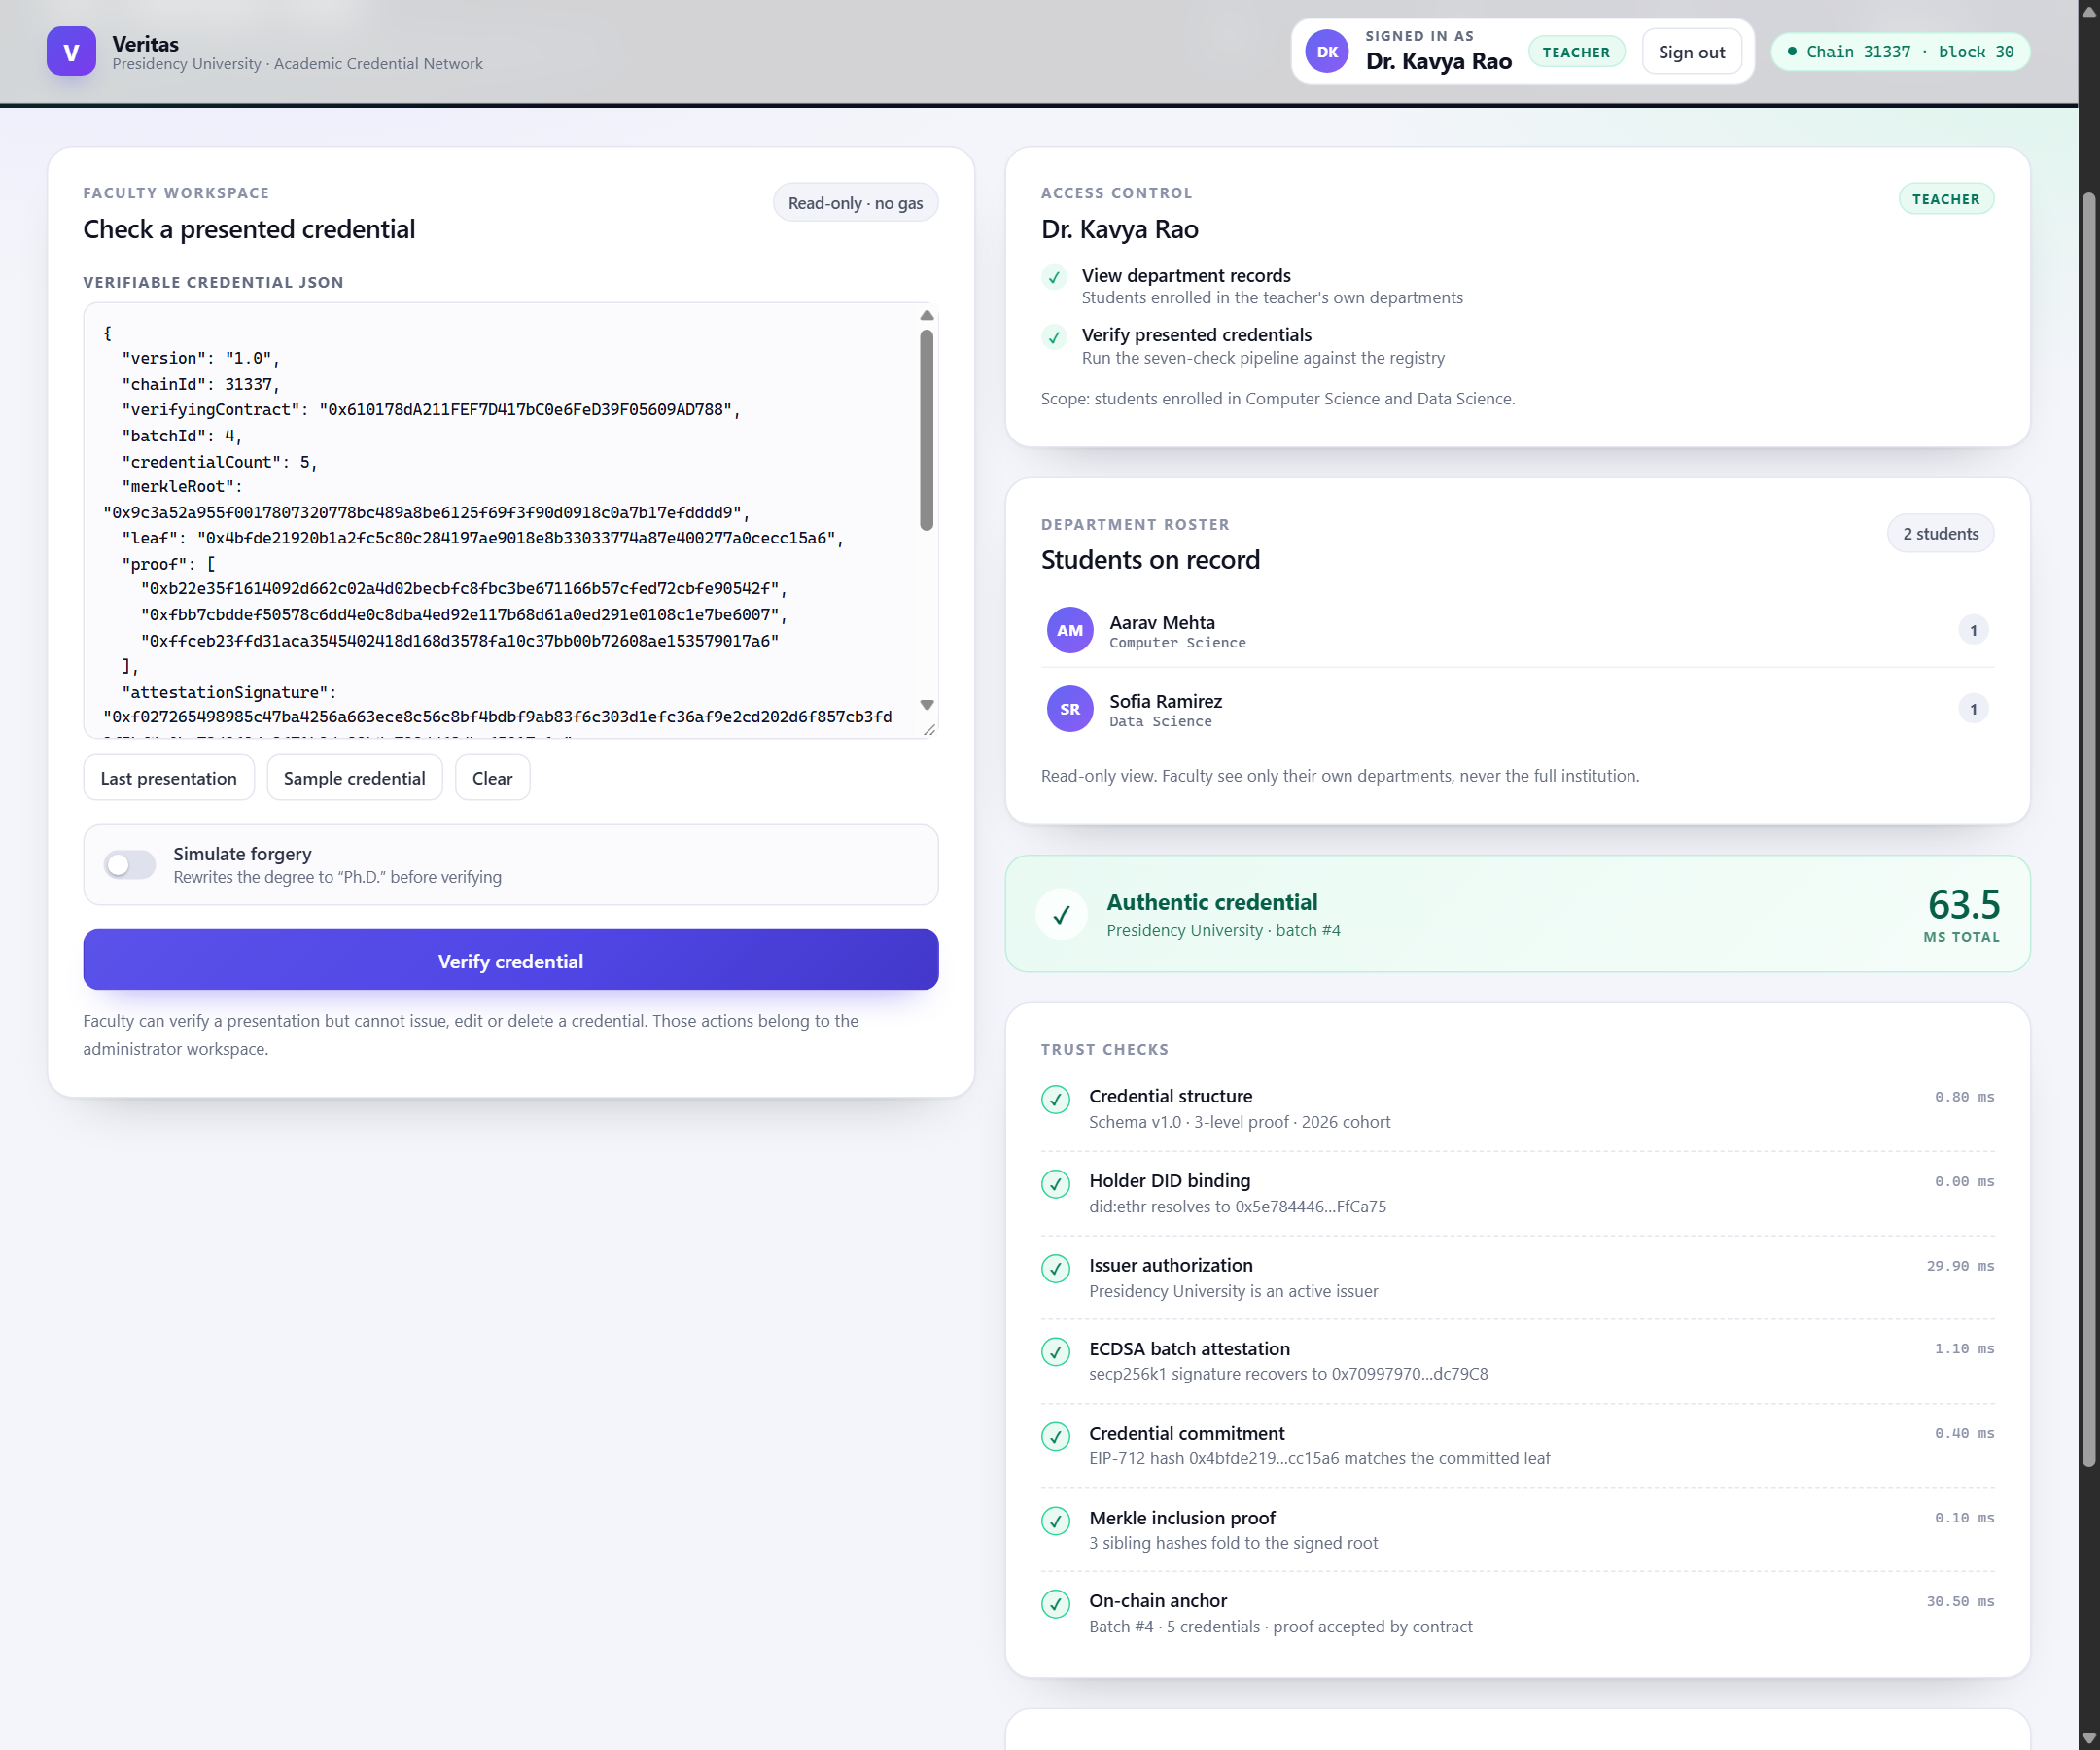 V
Veritas
Presidency University · Academic Credential Network
DK
SIGNED IN AS
Dr. Kavya Rao
TEACHER
Sign out
Chain 31337 · block 30
FACULTY WORKSPACE
Check a presented credential
Read-only · no gas
VERIFIABLE CREDENTIAL JSON
{
"version": "1.0",
"chainId": 31337,
"verifyingContract": "0x610178dA211FEF7D417bC0e6FeD39F05609AD788",
"batchId": 4,
"credentialCount": 5,
"merkleRoot":
"0x9c3a52a955f0017807320778bc489a8be6125f69f3f90d0918c0a7b17efdddd9",
"leaf": "0x4bfde21920b1a2fc5c80c284197ae9018e8b33033774a87e400277a0cecc15a6",
"proof": [
"0xb22e35f1614092d662c02a4d02becbfc8fbc3be671166b57cfed72cbfe90542f",
"0xfbb7cbddef50578c6dd4e0c8dba4ed92e117b68d61a0ed291e0108c1e7be6007",
"0xffceb23ffd31aca3545402418d168d3578fa10c37bb00b72608ae153579017a6"
],
"attestationSignature":
"0xf027265498985c47ba4256a663ece8c56c8bf4bdbf9ab83f6c303d1efc36af9e2cd202d6f857cb3fd
Last presentation
Sample credential
Clear
Simulate forgery
Rewrites the degree to “Ph.D.” before verifying
Verify credential
Faculty can verify a presentation but cannot issue, edit or delete a credential. Those actions belong to the
administrator workspace.
ACCESS CONTROL
Dr. Kavya Rao
TEACHER
View department records
Students enrolled in the teacher's own departments
Verify presented credentials
Run the seven-check pipeline against the registry
Scope: students enrolled in Computer Science and Data Science.
DEPARTMENT ROSTER
Students on record
2 students
AM
Aarav Mehta
Computer Science
1
SR
Sofia Ramirez
Data Science
1
Read-only view. Faculty see only their own departments, never the full institution.
Authentic credential
Presidency University · batch #4
63.5
MS TOTAL
TRUST CHECKS
Credential structure
0.80 ms
Schema v1.0 · 3-level proof · 2026 cohort
Holder DID binding
0.00 ms
did:ethr resolves to 0x5e784446…FfCa75
Issuer authorization
29.90 ms
Presidency University is an active issuer
ECDSA batch attestation
1.10 ms
secp256k1 signature recovers to 0x70997970…dc79C8
Credential commitment
0.40 ms
EIP-712 hash 0x4bfde219…cc15a6 matches the committed leaf
Merkle inclusion proof
0.10 ms
3 sibling hashes fold to the signed root
On-chain anchor
30.50 ms
Batch #4 · 5 credentials · proof accepted by contract